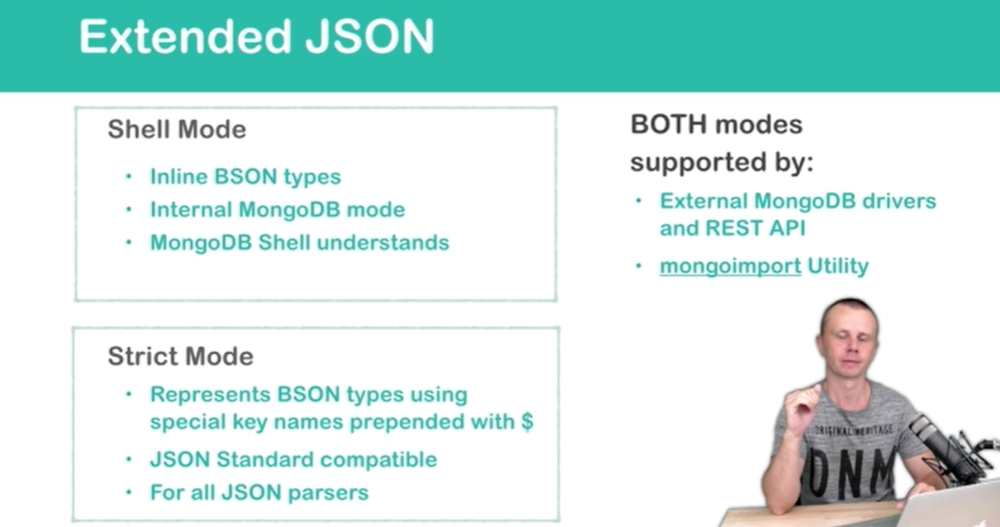 Extended JSON
Shell Mode
• Inline BSON types
• Internal MongoDB mode
• MongoDB Shell understands
Strict Mode
• Represents BSON types using
special key names prepended with $
• JSON Standard compatible
• For all JSON parsers
BOTH modes
supported by:
• External MongoDB drivers
and REST API
• mongoimport Utility
ORIGINAL HERITAGE
DNM